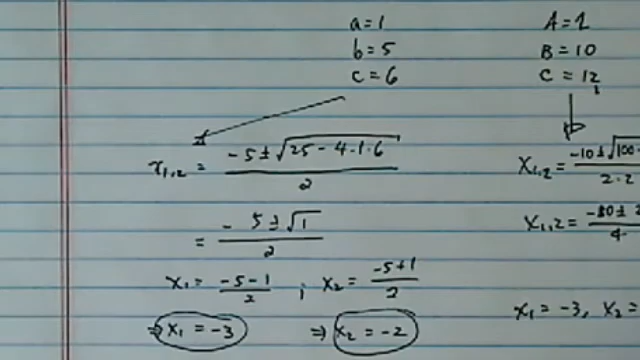 a = 1
b = 5
c = 6
x₁,₂ = (-5 ± √(25 - 4·1·6)) / 2
= (-5 ± √1) / 2
x₁ = (-5 - 1) / 2 ; x₂ = (-5 + 1) / 2
⇒ x₁ = -3 ⇒ x₂ = -2
A = 2
B = 10
C = 12
x₁,₂ = (-10 ± √(100 -
2·2
x₁,₂ = (-10 ± 2
4
x₁ = -3, x₂ =